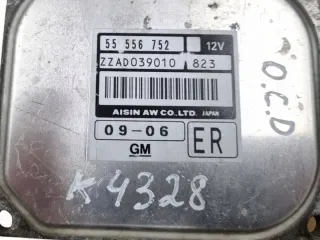 55 556 752 12V
ZZAD039010 823
AISIN AW CO., LTD. JAPAN
09-06 ER
GM
K4328
O.C.D